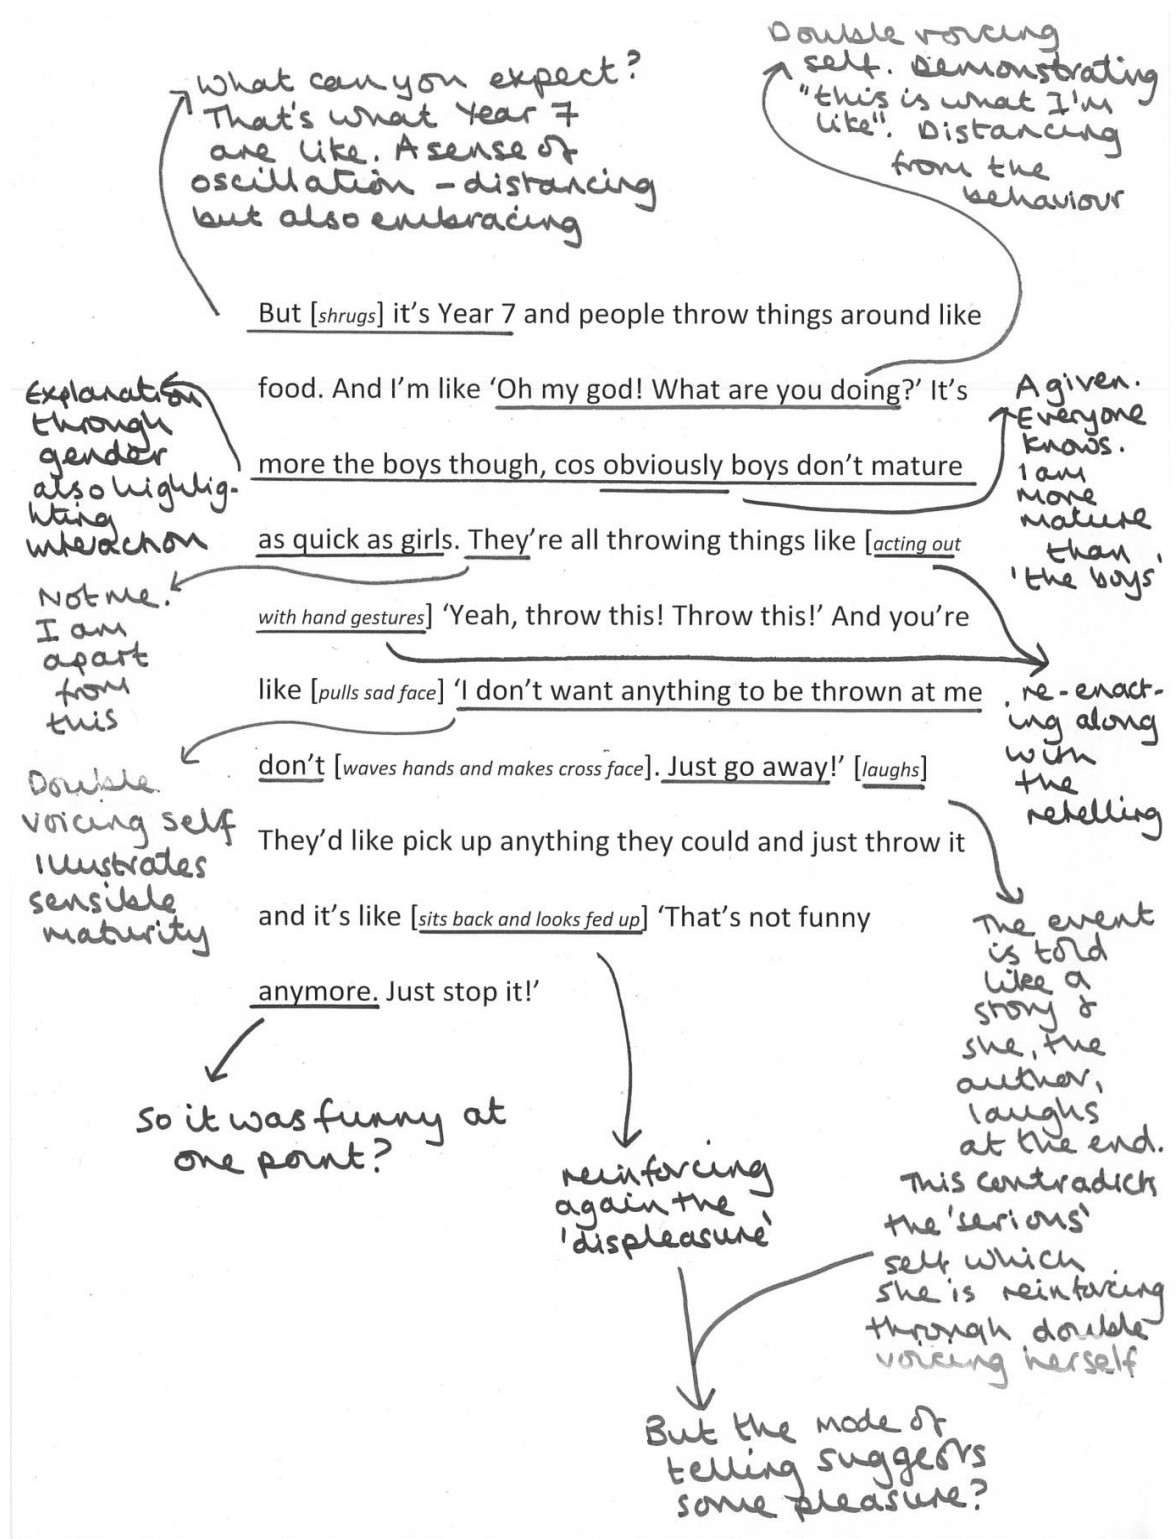 What can you expect?
That's what Year 7
are like. A sense of
oscillation - distancing
but also embracing
Double voicing
self. Demonstrating
"this is what I'm
like". Distancing
from the
behaviour
But [shrugs] it's Year 7 and people throw things around like
food. And I'm like 'Oh my god! What are you doing?' It's
more the boys though, cos obviously boys don't mature
as quick as girls. They're all throwing things like [acting out
with hand gestures] 'Yeah, throw this! Throw this!' And you're
like [pulls sad face] 'I don't want anything to be thrown at me
don't [waves hands and makes cross face]. Just go away!' [laughs]
They'd like pick up anything they could and just throw it
and it's like [sits back and looks fed up] 'That's not funny
anymore. Just stop it!'
Explanation
through
gender
also highlig-
hting
interaction
Not me.
I am
apart
from
this
Double
voicing self
illustrates
sensible
maturity
A given.
Everyone
knows.
I am
more
mature
than
'the boys'
re-enact-
ing along
with
the
retelling
The event
is told
like a
story &
she, the
author,
laughs
at the end.
This contradicts
the 'serious'
self which
she is reinforcing
through double
voicing herself
So it was funny at
one point?
reinforcing
again the
'displeasure'
But the mode of
telling suggests
some pleasure?